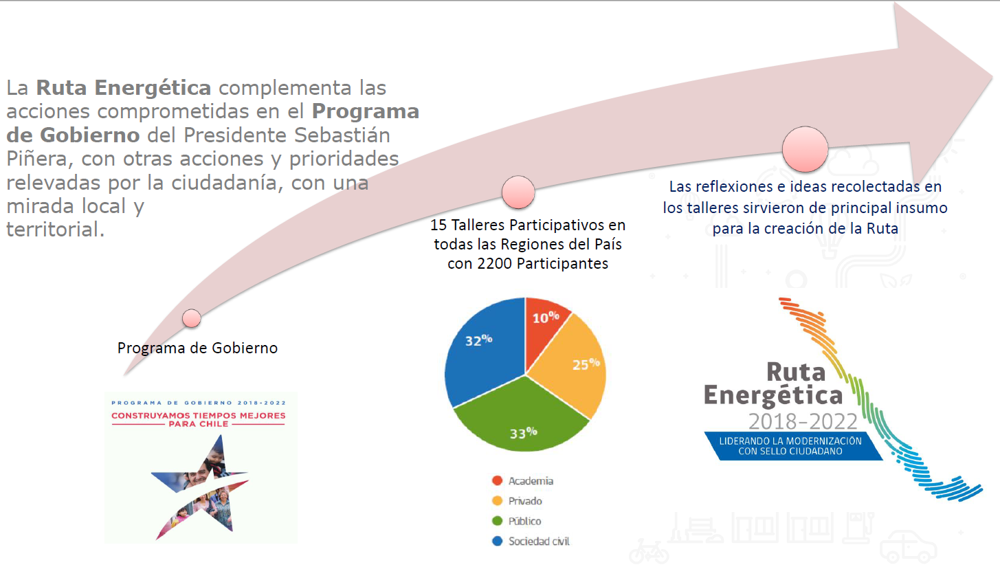 La Ruta Energética complementa las
acciones comprometidas en el Programa
de Gobierno del Presidente Sebastián
Piñera, con otras acciones y prioridades
relevadas por la ciudadanía, con una
mirada local y
territorial.
Programa de Gobierno
PROGRAMA DE GOBIERNO 2018-2022
CONSTRUYAMOS TIEMPOS MEJORES
PARA CHILE
15 Talleres Participativos en
todas las Regiones del País
con 2200 Participantes
10%
25%
33%
32%
Academia
Privado
Público
Sociedad civil
Las reflexiones e ideas recolectadas en
los talleres sirvieron de principal insumo
para la creación de la Ruta
Ruta
Energética
2018-2022
LIDERANDO LA MODERNIZACIÓN
CON SELLO CIUDADANO